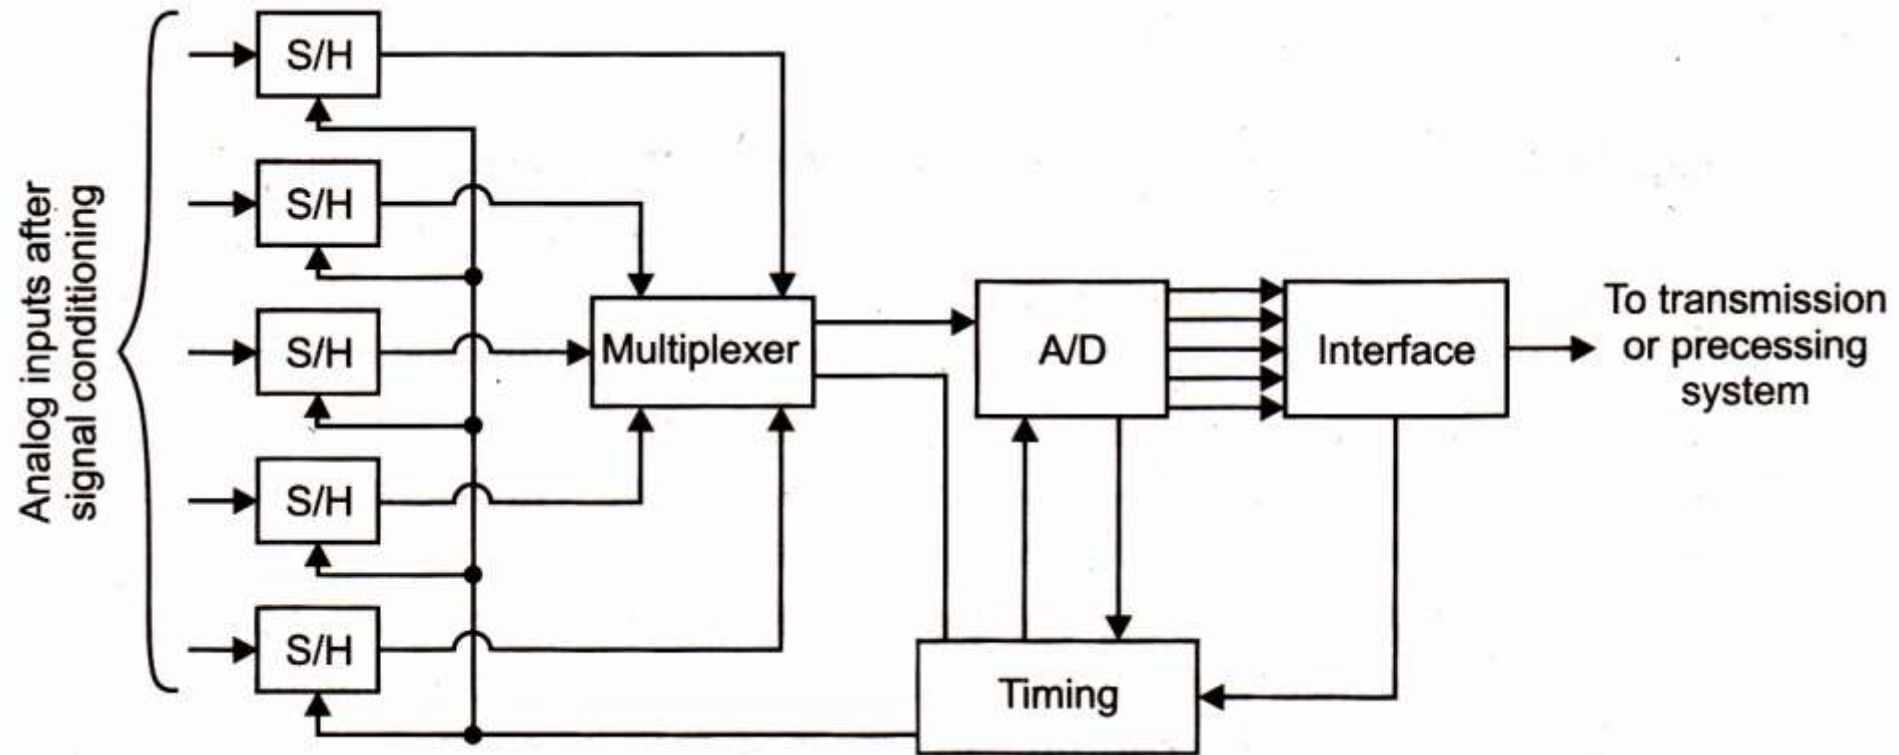 Analog inputs after
signal conditioning
S/H
S/H
S/H
S/H
S/H
Multiplexer
A/D
Interface
To transmission
or precessing
system
Timing